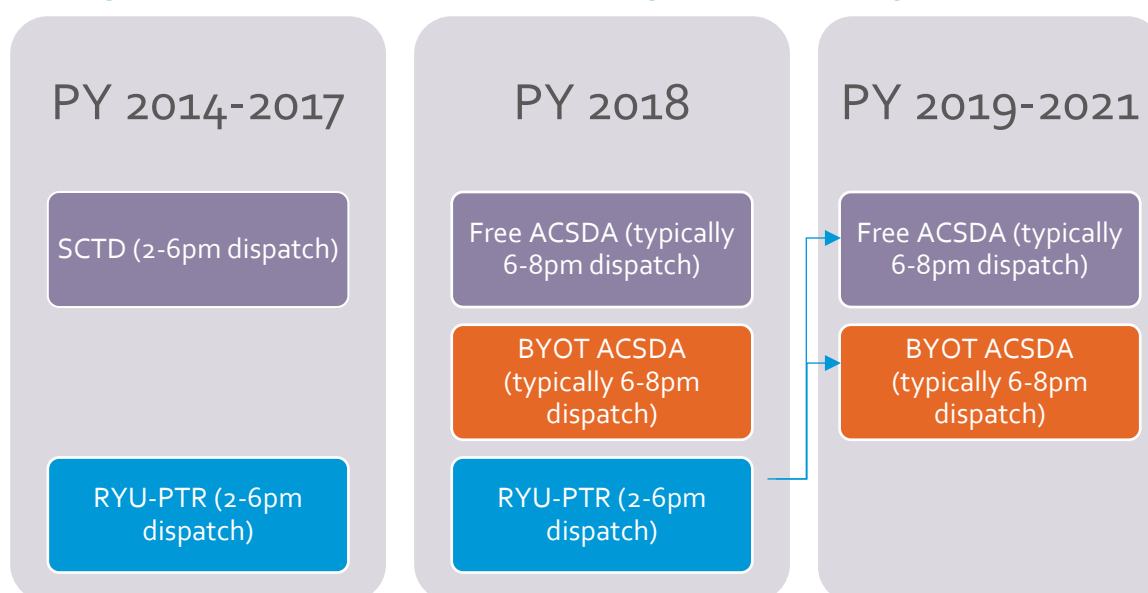 PY 2014-2017
SCTD (2-6pm dispatch)
RYU-PTR (2-6pm
dispatch)
PY 2018
Free ACSDA (typically
6-8pm dispatch)
BYOT ACSDA
(typically 6-8pm
dispatch)
RYU-PTR (2-6pm
dispatch)
PY 2019-2021
Free ACSDA (typically
6-8pm dispatch)
BYOT ACSDA
(typically 6-8pm
dispatch)